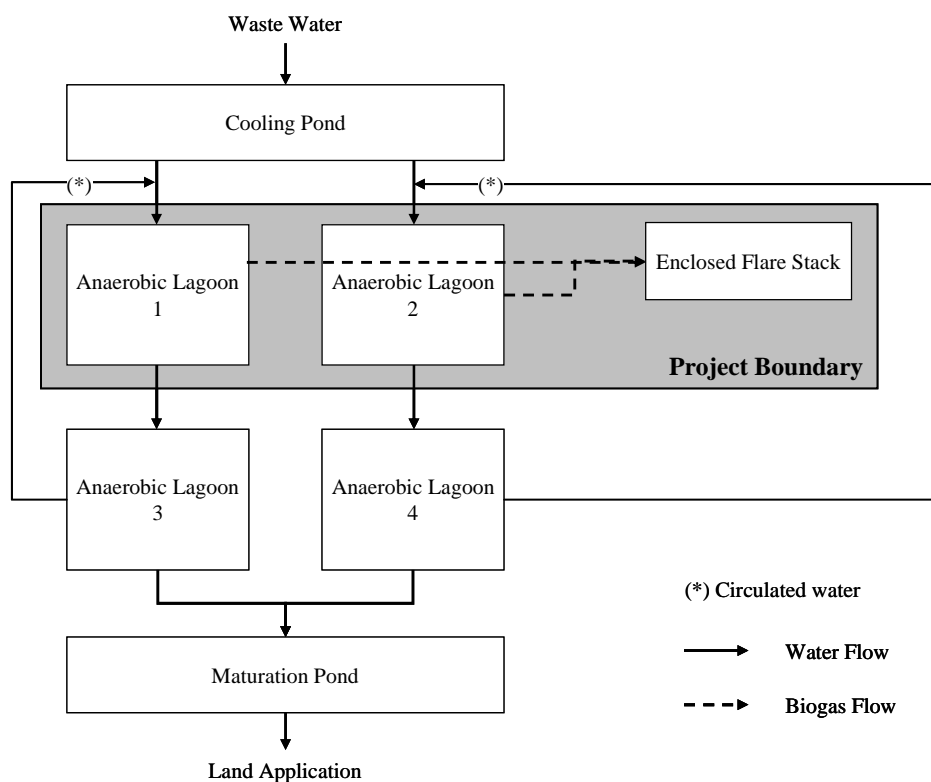 Waste Water
Cooling Pond
(*)
(*)
Anaerobic Lagoon
1
Anaerobic Lagoon
2
Enclosed Flare Stack
Project Boundary
Anaerobic Lagoon
3
Anaerobic Lagoon
4
(*) Circulated water
Water Flow
Maturation Pond
Biogas Flow
Land Application